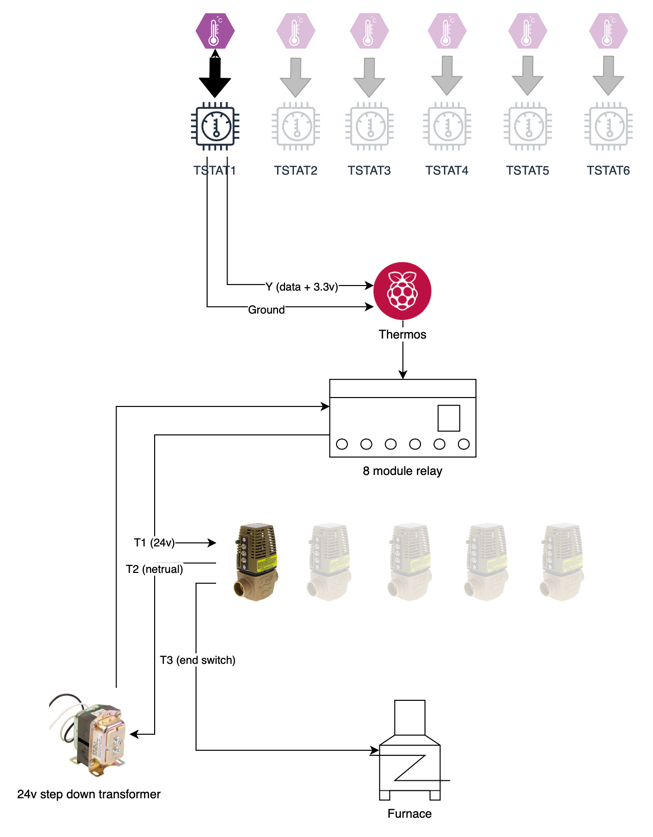 °C °C °C °C °C °C
TSTAT1 TSTAT2 TSTAT3 TSTAT4 TSTAT5 TSTAT6
Y (data + 3.3v)
Ground
Thermos
8 module relay
T1 (24v)
T2 (netrual)
T3 (end switch)
24v step down transformer
Furnace